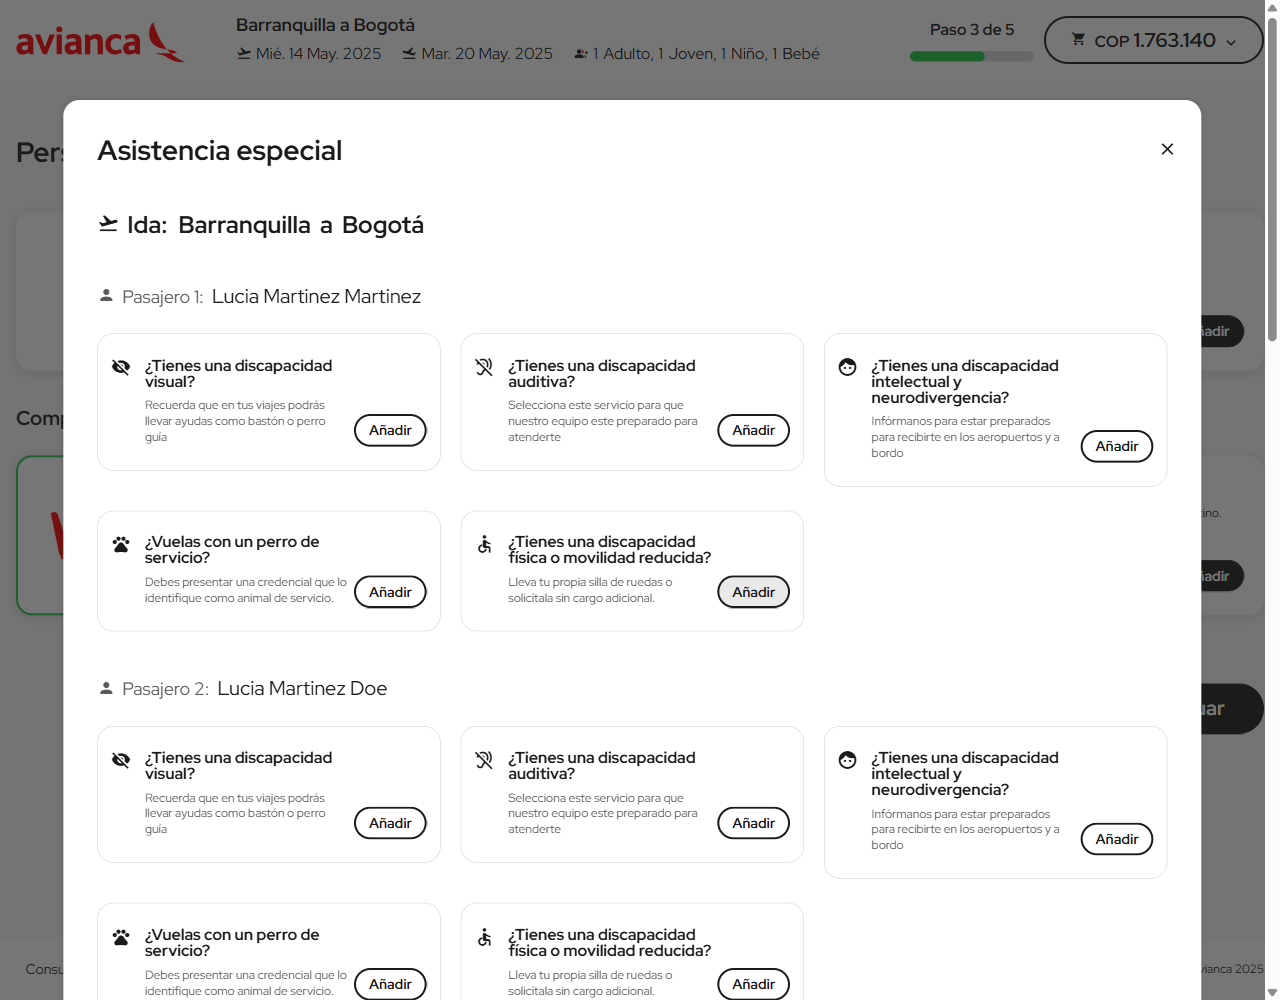 avianca
Barranquilla a Bogotá
Mié. 14 May. 2025 Mar. 20 May. 2025 1 Adulto, 1 Joven, 1 Niño, 1 Bebé
Paso 3 de 5
COP 1.763.140
Asistencia especial
Ida: Barranquilla a Bogotá
Pasajero 1: Lucia Martinez Martinez
¿Tienes una discapacidad
visual?
Recuerda que en tus viajes podrás
llevar ayudas como bastón o perro
guía
Añadir
¿Tienes una discapacidad
auditiva?
Selecciona este servicio para que
nuestro equipo este preparado para
atenderte
Añadir
¿Tienes una discapacidad
intelectual y
neurodivergencia?
Infórmanos para estar preparados
para recibirte en los aeropuertos y a
bordo
Añadir
¿Vuelas con un perro de
servicio?
Debes presentar una credencial que lo
identifique como animal de servicio.
Añadir
¿Tienes una discapacidad
física o movilidad reducida?
Lleva tu propia silla de ruedas o
solicítala sin cargo adicional.
Añadir
Pasajero 2: Lucia Martinez Doe
¿Tienes una discapacidad
visual?
Recuerda que en tus viajes podrás
llevar ayudas como bastón o perro
guía
Añadir
¿Tienes una discapacidad
auditiva?
Selecciona este servicio para que
nuestro equipo este preparado para
atenderte
Añadir
¿Tienes una discapacidad
intelectual y
neurodivergencia?
Infórmanos para estar preparados
para recibirte en los aeropuertos y a
bordo
Añadir
¿Vuelas con un perro de
servicio?
Debes presentar una credencial que lo
identifique como animal de servicio.
Añadir
¿Tienes una discapacidad
física o movilidad reducida?
Lleva tu propia silla de ruedas o
solicítala sin cargo adicional.
Añadir